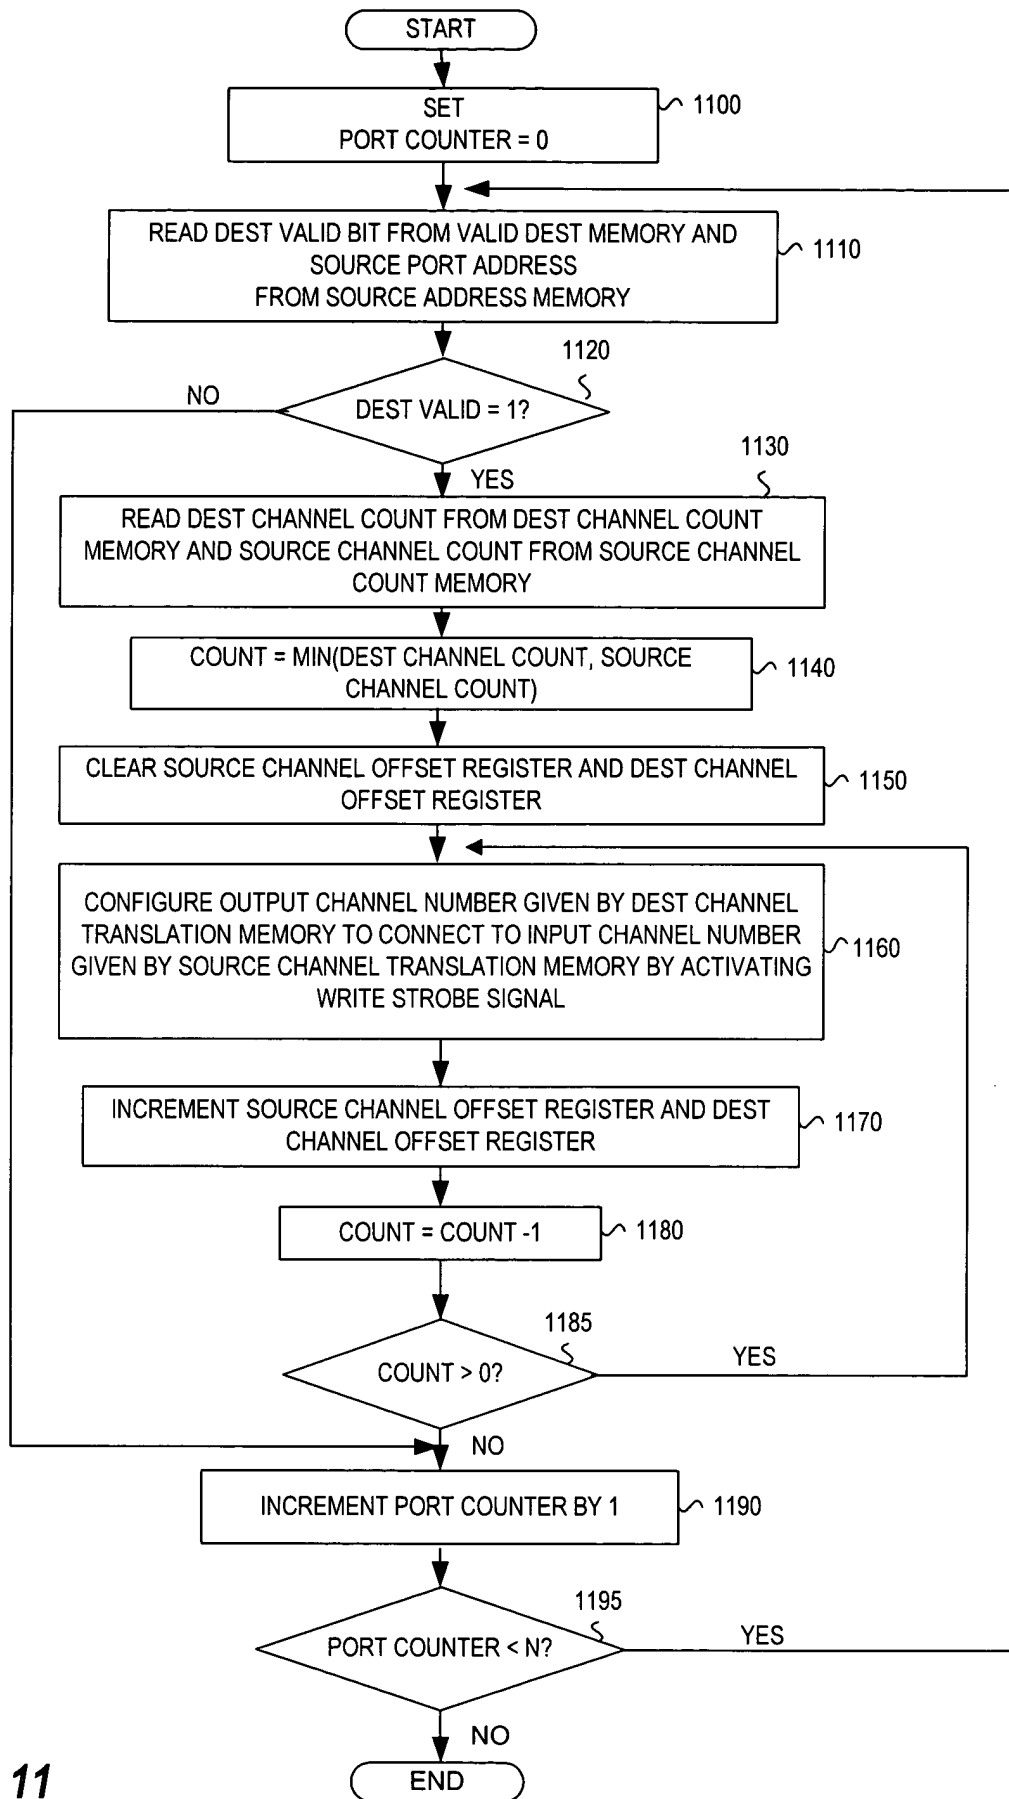 START
SET
PORT COUNTER = 0
1100
READ DEST VALID BIT FROM VALID DEST MEMORY AND
SOURCE PORT ADDRESS
FROM SOURCE ADDRESS MEMORY
1110
1120
NO
DEST VALID = 1?
YES
1130
READ DEST CHANNEL COUNT FROM DEST CHANNEL COUNT
MEMORY AND SOURCE CHANNEL COUNT FROM SOURCE CHANNEL
COUNT MEMORY
COUNT = MIN(DEST CHANNEL COUNT, SOURCE
CHANNEL COUNT)
1140
CLEAR SOURCE CHANNEL OFFSET REGISTER AND DEST CHANNEL
OFFSET REGISTER
1150
CONFIGURE OUTPUT CHANNEL NUMBER GIVEN BY DEST CHANNEL
TRANSLATION MEMORY TO CONNECT TO INPUT CHANNEL NUMBER
GIVEN BY SOURCE CHANNEL TRANSLATION MEMORY BY ACTIVATING
WRITE STROBE SIGNAL
1160
INCREMENT SOURCE CHANNEL OFFSET REGISTER AND DEST
CHANNEL OFFSET REGISTER
1170
COUNT = COUNT -1
1180
1185
COUNT > 0?
YES
NO
INCREMENT PORT COUNTER BY 1
1190
1195
PORT COUNTER < N?
YES
NO
END
11